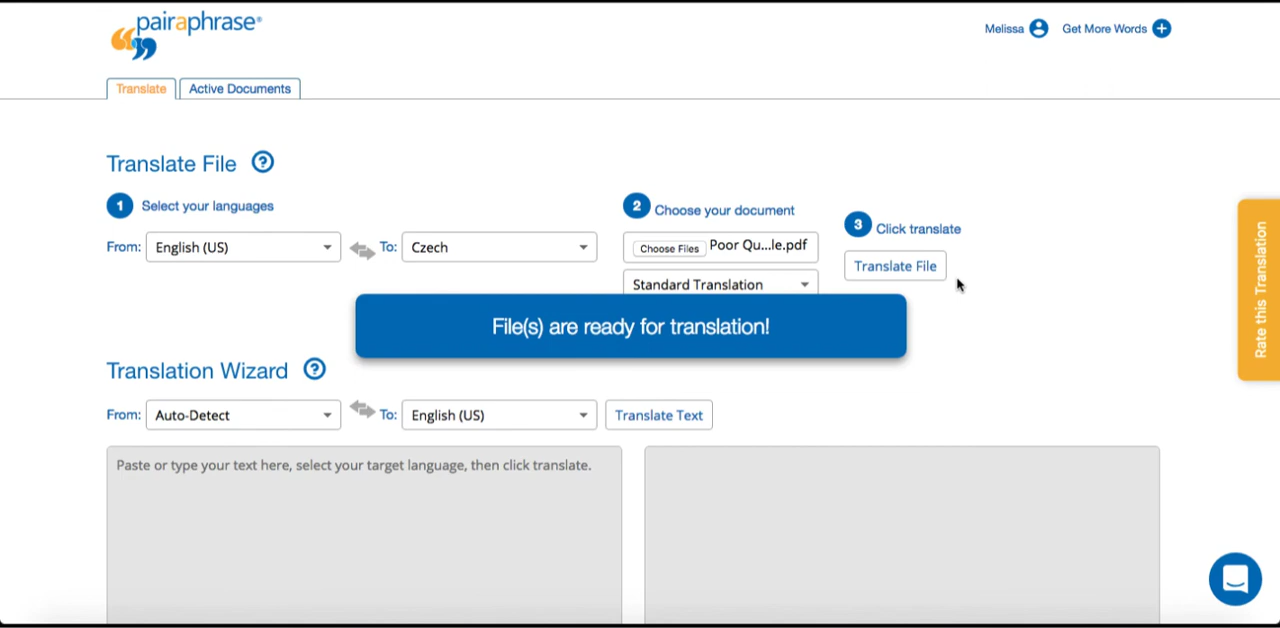 pairaphrase®
Melissa
Get More Words
Translate
Active Documents
Translate File ?
1 Select your languages
From: English (US) To: Czech
2 Choose your document
Choose Files Poor Qu...le.pdf
Standard Translation
3 Click translate
Translate File
File(s) are ready for translation!
Rate this Translation
Translation Wizard ?
From: Auto-Detect To: English (US) Translate Text
Paste or type your text here, select your target language, then click translate.